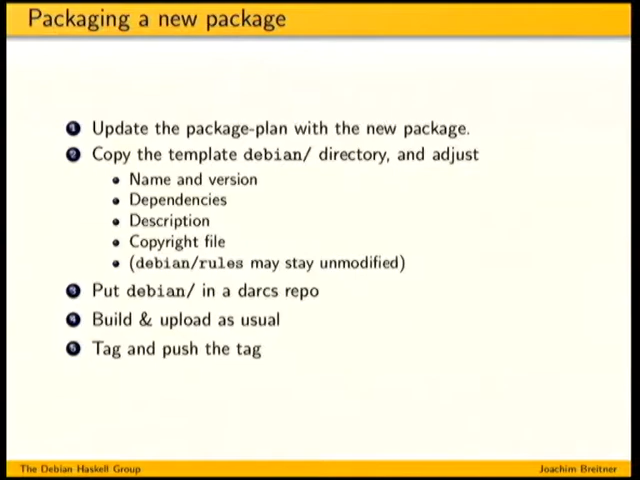 Packaging a new package
1 Update the package-plan with the new package.
2 Copy the template debian/ directory, and adjust
• Name and version
• Dependencies
• Description
• Copyright file
• (debian/rules may stay unmodified)
3 Put debian/ in a darcs repo
4 Build & upload as usual
5 Tag and push the tag
The Debian Haskell Group
Joachim Breitner